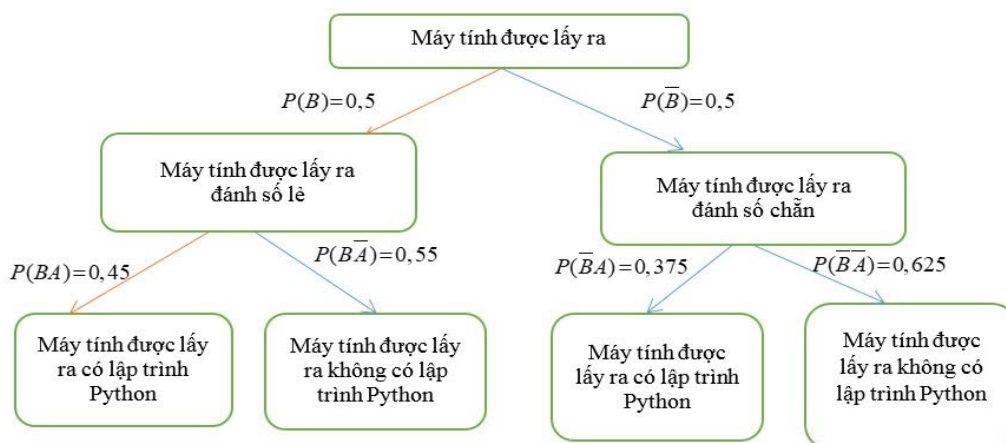 Máy tính được lấy ra
P(B)=0,5
P(B̅)=0,5
Máy tính được lấy ra
đánh số lẻ
Máy tính được lấy ra
đánh số chẵn
P(BA)=0,45
P(BA̅)=0,55
P(B̅A)=0,375
P(B̅A̅)=0,625
Máy tính được lấy
ra có lập trình
Python
Máy tính được lấy
ra không có lập
trình Python
Máy tính được
lấy ra có lập trình
Python
Máy tính được
lấy ra không có
lập trình Python